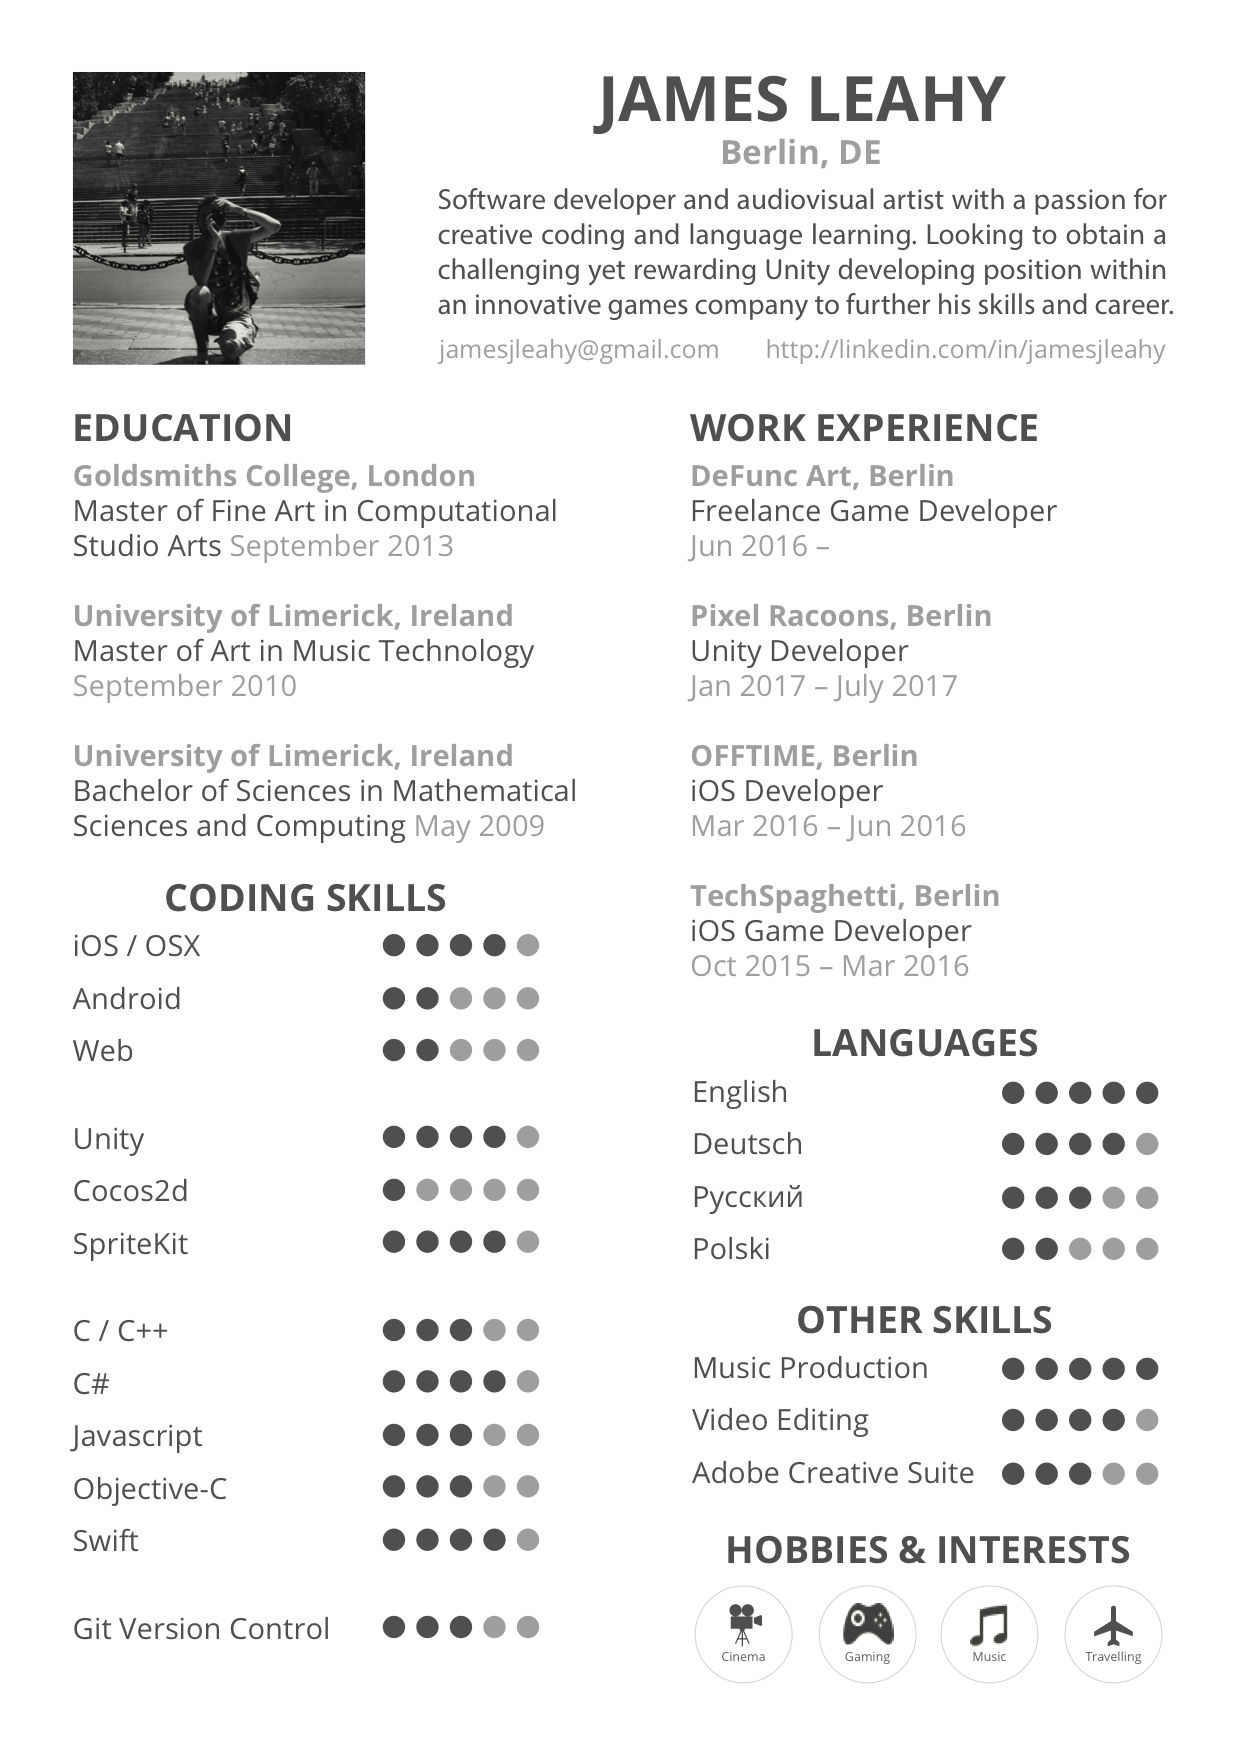 JAMES LEAHY
Berlin, DE
Software developer and audiovisual artist with a passion for
creative coding and language learning. Looking to obtain a
challenging yet rewarding Unity developing position within
an innovative games company to further his skills and career.
jamesjleahy@gmail.com http://linkedin.com/in/jamesjleahy
EDUCATION
Goldsmiths College, London
Master of Fine Art in Computational
Studio Arts September 2013
University of Limerick, Ireland
Master of Art in Music Technology
September 2010
University of Limerick, Ireland
Bachelor of Sciences in Mathematical
Sciences and Computing May 2009
CODING SKILLS
iOS / OSX
Android
Web
Unity
Cocos2d
SpriteKit
C / C++
C#
Javascript
Objective-C
Swift
Git Version Control
WORK EXPERIENCE
DeFunc Art, Berlin
Freelance Game Developer
Jun 2016 –
Pixel Racoons, Berlin
Unity Developer
Jan 2017 – July 2017
OFFTIME, Berlin
iOS Developer
Mar 2016 – Jun 2016
TechSpaghetti, Berlin
iOS Game Developer
Oct 2015 – Mar 2016
LANGUAGES
English
Deutsch
Русский
Polski
OTHER SKILLS
Music Production
Video Editing
Adobe Creative Suite
HOBBIES & INTERESTS
Cinema
Gaming
Music
Travelling